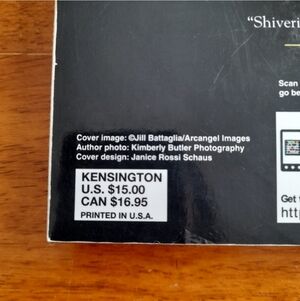 “Shiveri
Scan
go be
Cover image: ©Jill Battaglia/Arcangel Images
Author photo: Kimberly Butler Photography
Cover design: Janice Rossi Schaus
KENSINGTON
U.S. $15.00
CAN $16.95
PRINTED IN U.S.A.
Get
htt